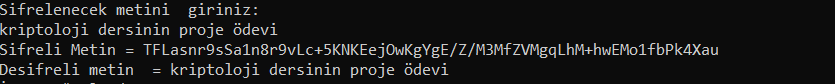 Sifrelenecek metini giriniz:
kriptoloji dersinin proje ödevi
Sifreli Metin = TFLasnr9sSa1n8r9vLc+5KNKEejOwKgYgE/Z/M3MfZVMgqLhM+hwEMo1fbPk4Xau
Desifreli metin = kriptoloji dersinin proje ödevi